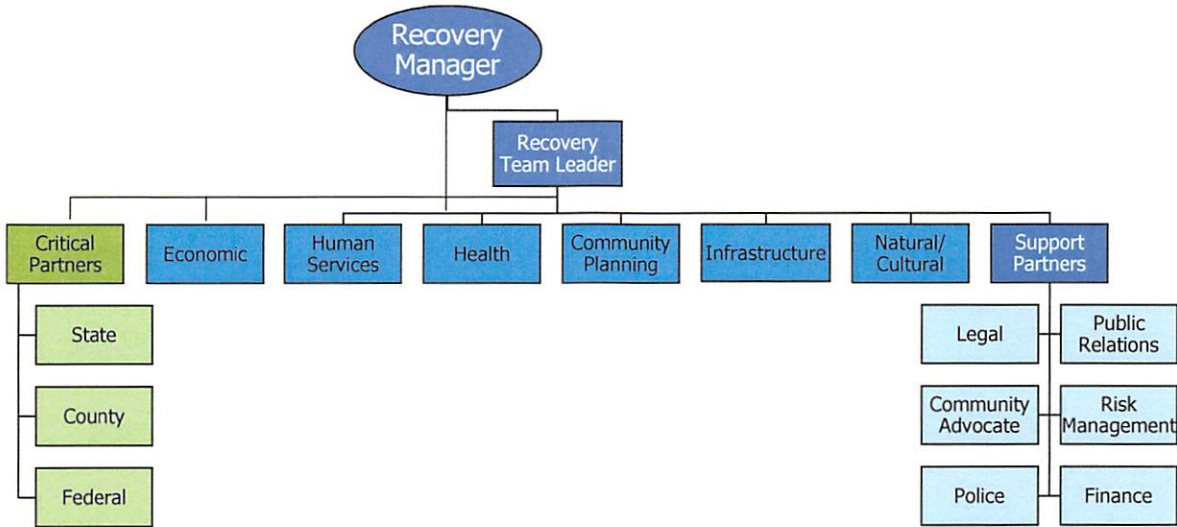 Recovery
Manager
Recovery
Team Leader
Critical
Partners
Economic
Human
Services
Health
Community
Planning
Infrastructure
Natural/
Cultural
Support
Partners
State
County
Federal
Legal
Public
Relations
Community
Advocate
Risk
Management
Police
Finance